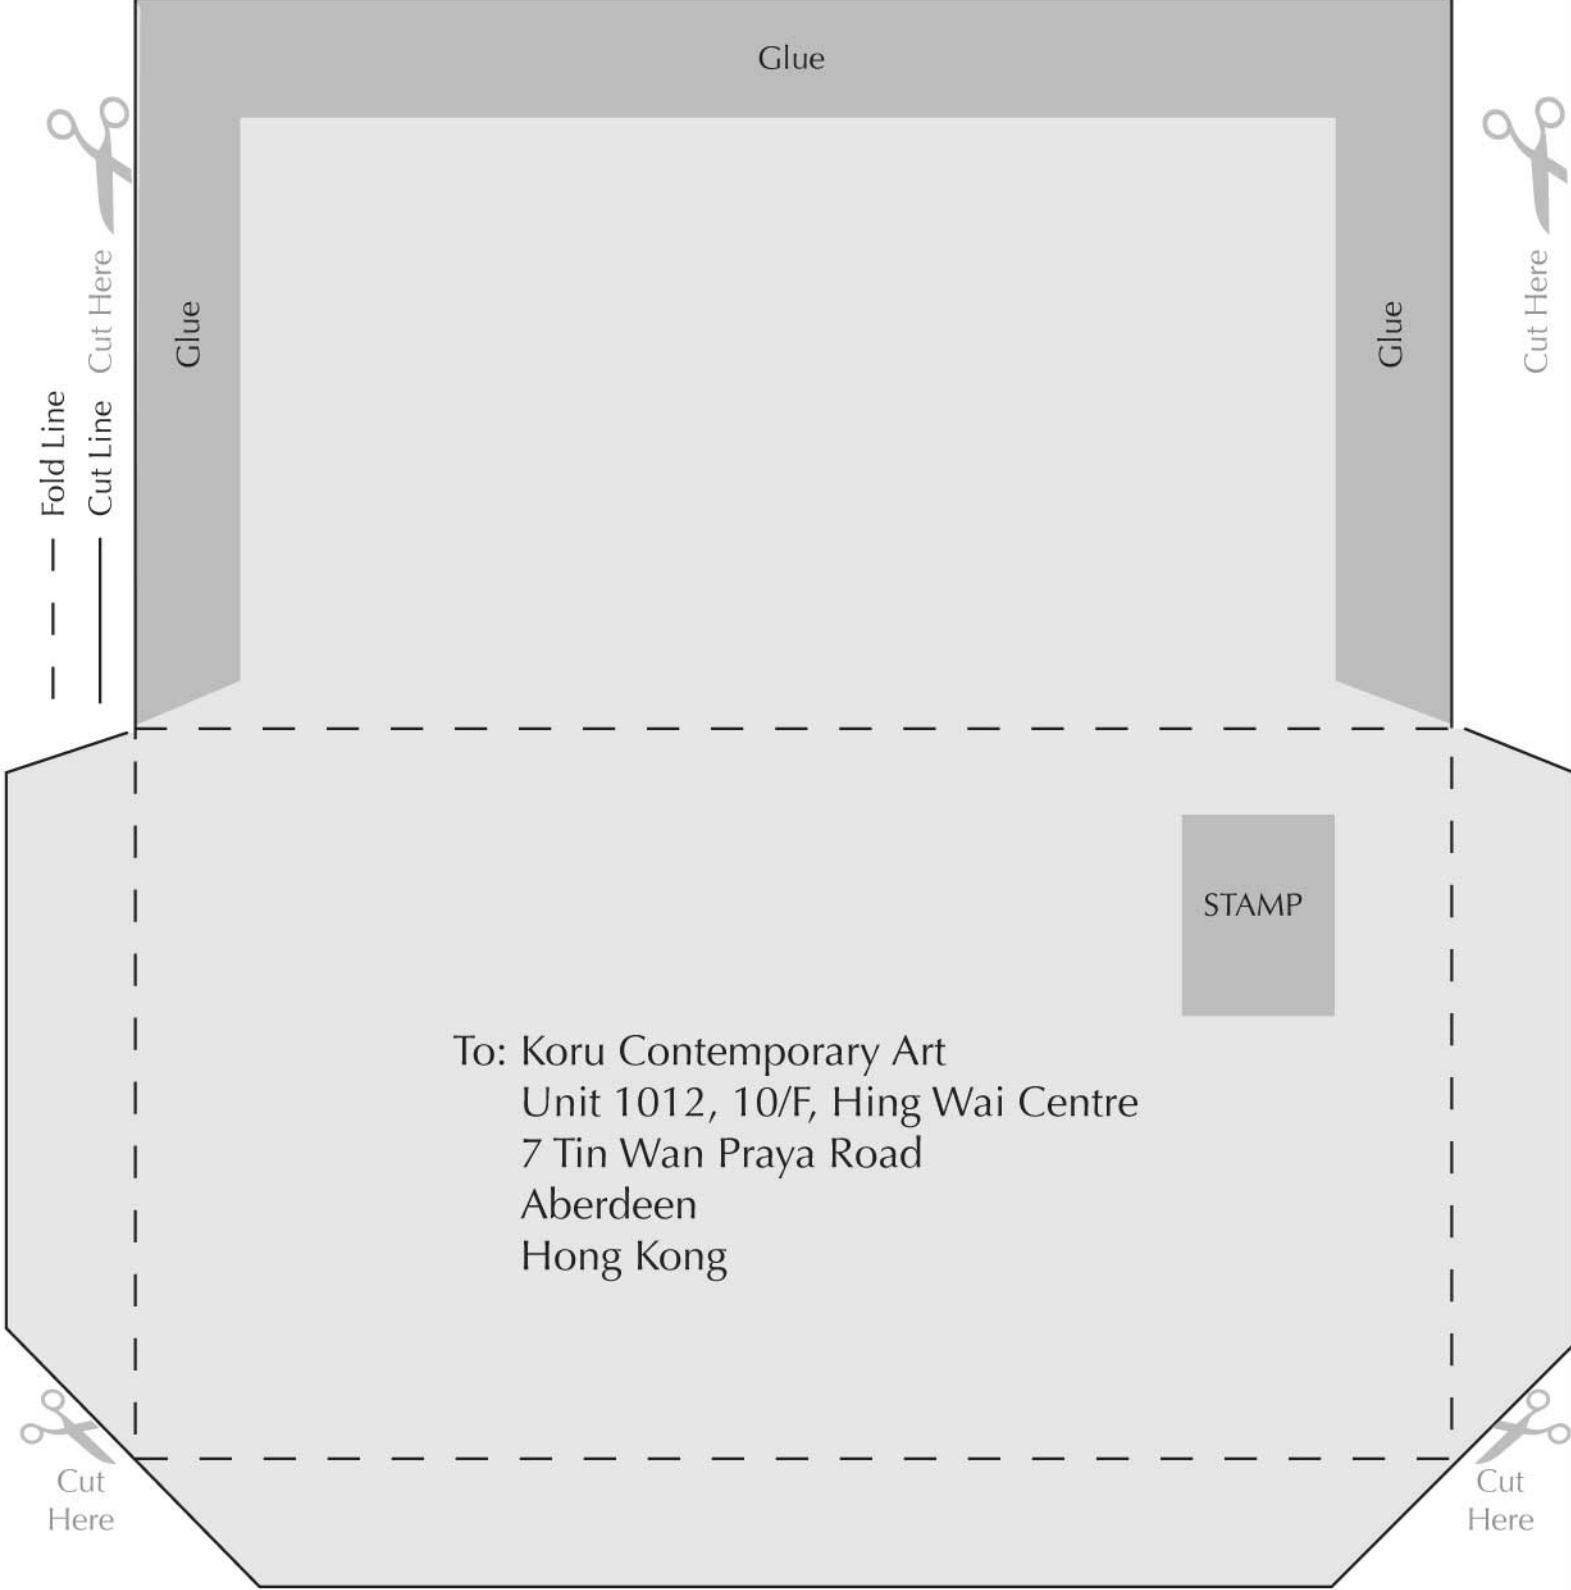 Glue
Cut Here
Cut Here
Glue
Glue
Fold Line
Cut Line
STAMP
To: Koru Contemporary Art
Unit 1012, 10/F, Hing Wai Centre
7 Tin Wan Praya Road
Aberdeen
Hong Kong
Cut
Here
Cut
Here